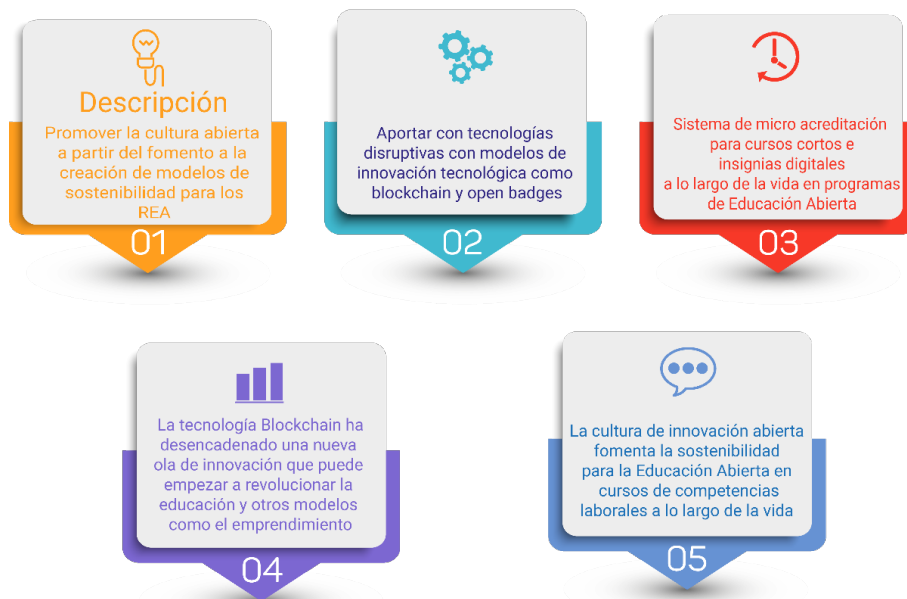 Descripción
Promover la cultura abierta
a partir del fomento a la
creación de modelos de
sostenibilidad para los
REA
01
Aportar con tecnologías
disruptivas con modelos de
innovación tecnológica como
blockchain y open badges
02
Sistema de micro acreditación
para cursos cortos e
insignias digitales
a lo largo de la vida en programas
de Educación Abierta
03
La tecnología Blockchain ha
desencadenado una nueva
ola de innovación que puede
empezar a revolucionar la
educación y otros modelos
como el emprendimiento
04
La cultura de innovación abierta
fomenta la sostenibilidad
para la Educación Abierta en
cursos de competencias
laborales a lo largo de la vida
05